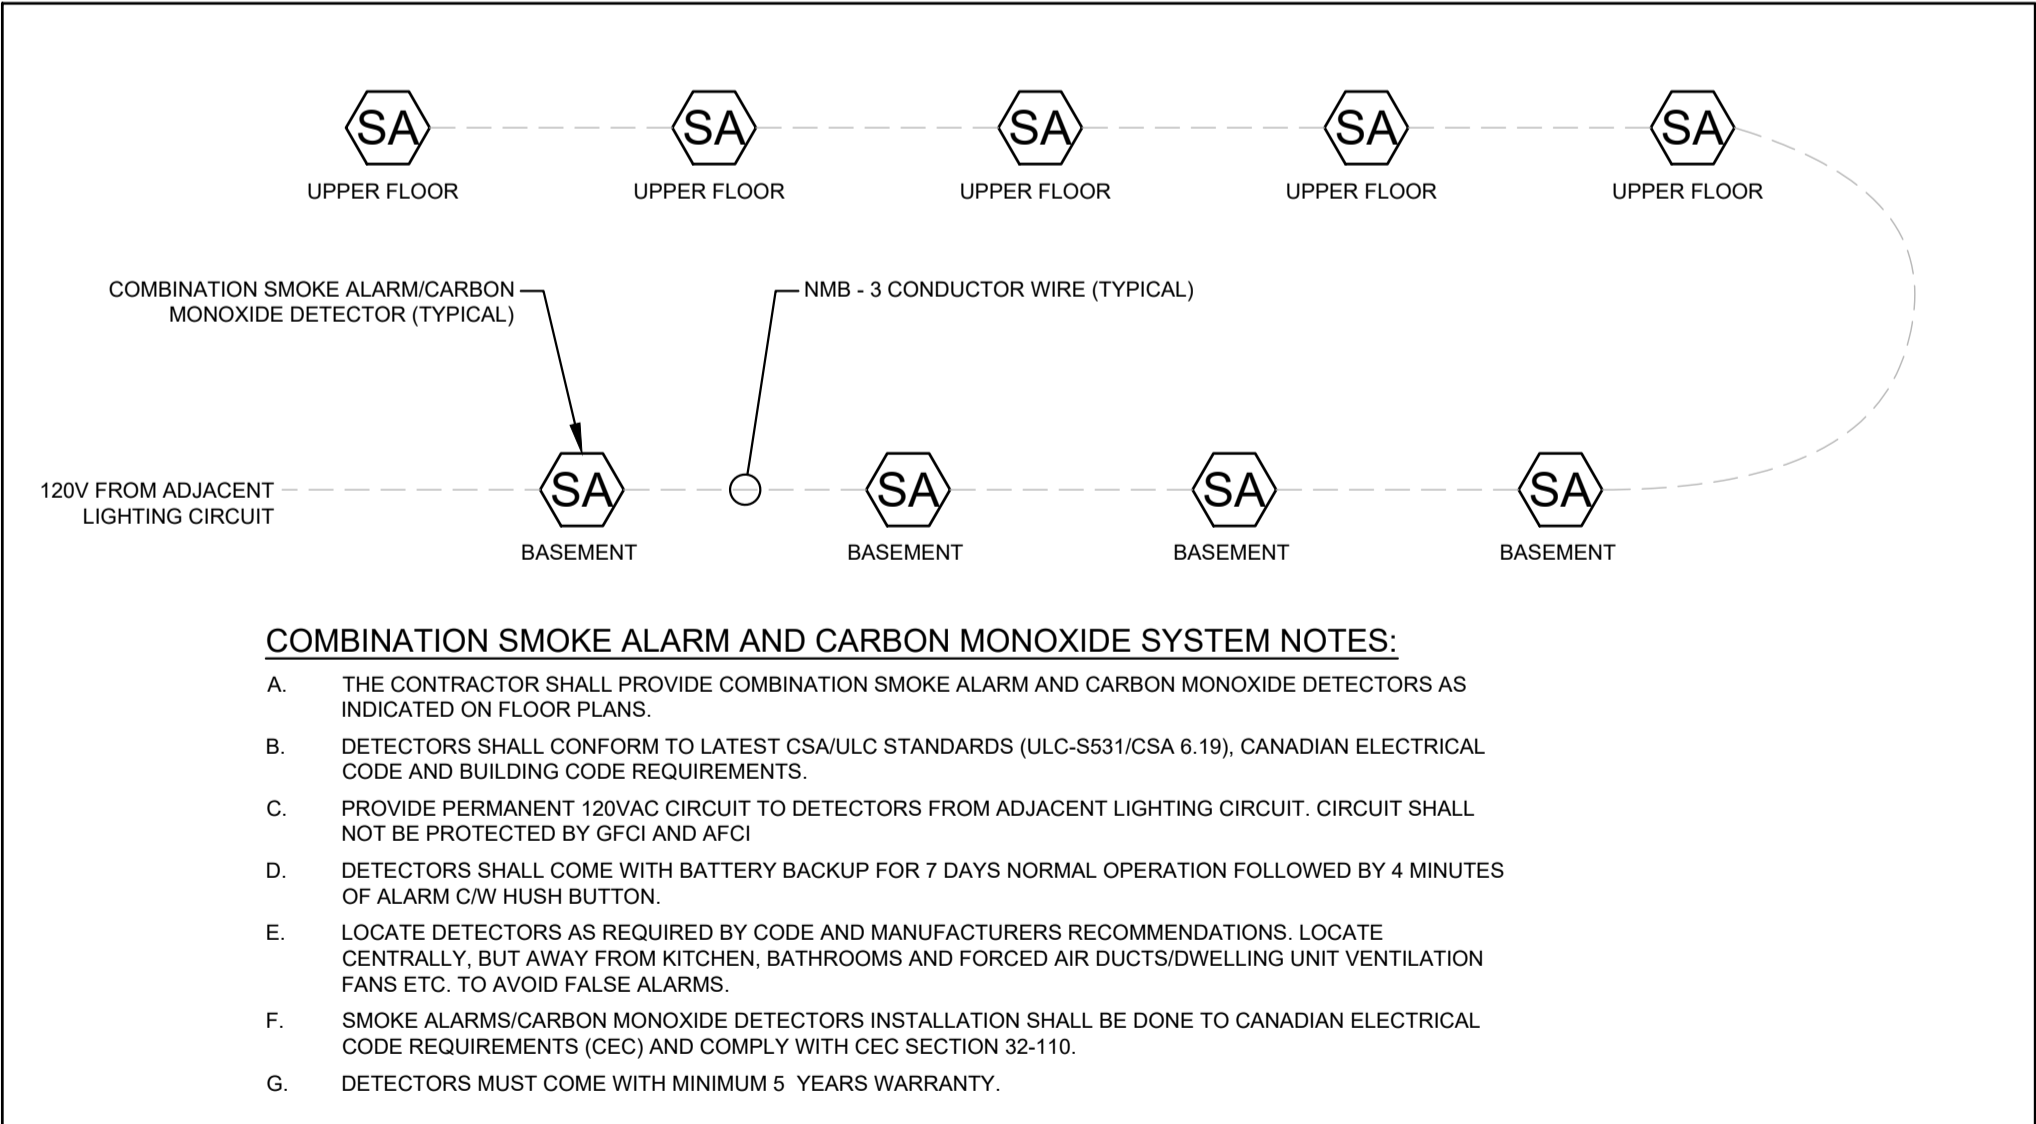 SA SA SA SA SA
UPPER FLOOR UPPER FLOOR UPPER FLOOR UPPER FLOOR UPPER FLOOR
COMBINATION SMOKE ALARM/CARBON
MONOXIDE DETECTOR (TYPICAL)
NMB - 3 CONDUCTOR WIRE (TYPICAL)
120V FROM ADJACENT
LIGHTING CIRCUIT
SA SA SA SA
BASEMENT BASEMENT BASEMENT BASEMENT
COMBINATION SMOKE ALARM AND CARBON MONOXIDE SYSTEM NOTES:
A. THE CONTRACTOR SHALL PROVIDE COMBINATION SMOKE ALARM AND CARBON MONOXIDE DETECTORS AS
INDICATED ON FLOOR PLANS.
B. DETECTORS SHALL CONFORM TO LATEST CSA/ULC STANDARDS (ULC-S531/CSA 6.19), CANADIAN ELECTRICAL
CODE AND BUILDING CODE REQUIREMENTS.
C. PROVIDE PERMANENT 120VAC CIRCUIT TO DETECTORS FROM ADJACENT LIGHTING CIRCUIT. CIRCUIT SHALL
NOT BE PROTECTED BY GFCI AND AFCI
D. DETECTORS SHALL COME WITH BATTERY BACKUP FOR 7 DAYS NORMAL OPERATION FOLLOWED BY 4 MINUTES
OF ALARM C/W HUSH BUTTON.
E. LOCATE DETECTORS AS REQUIRED BY CODE AND MANUFACTURERS RECOMMENDATIONS. LOCATE
CENTRALLY, BUT AWAY FROM KITCHEN, BATHROOMS AND FORCED AIR DUCTS/DWELLING UNIT VENTILATION
FANS ETC. TO AVOID FALSE ALARMS.
F. SMOKE ALARMS/CARBON MONOXIDE DETECTORS INSTALLATION SHALL BE DONE TO CANADIAN ELECTRICAL
CODE REQUIREMENTS (CEC) AND COMPLY WITH CEC SECTION 32-110.
G. DETECTORS MUST COME WITH MINIMUM 5 YEARS WARRANTY.